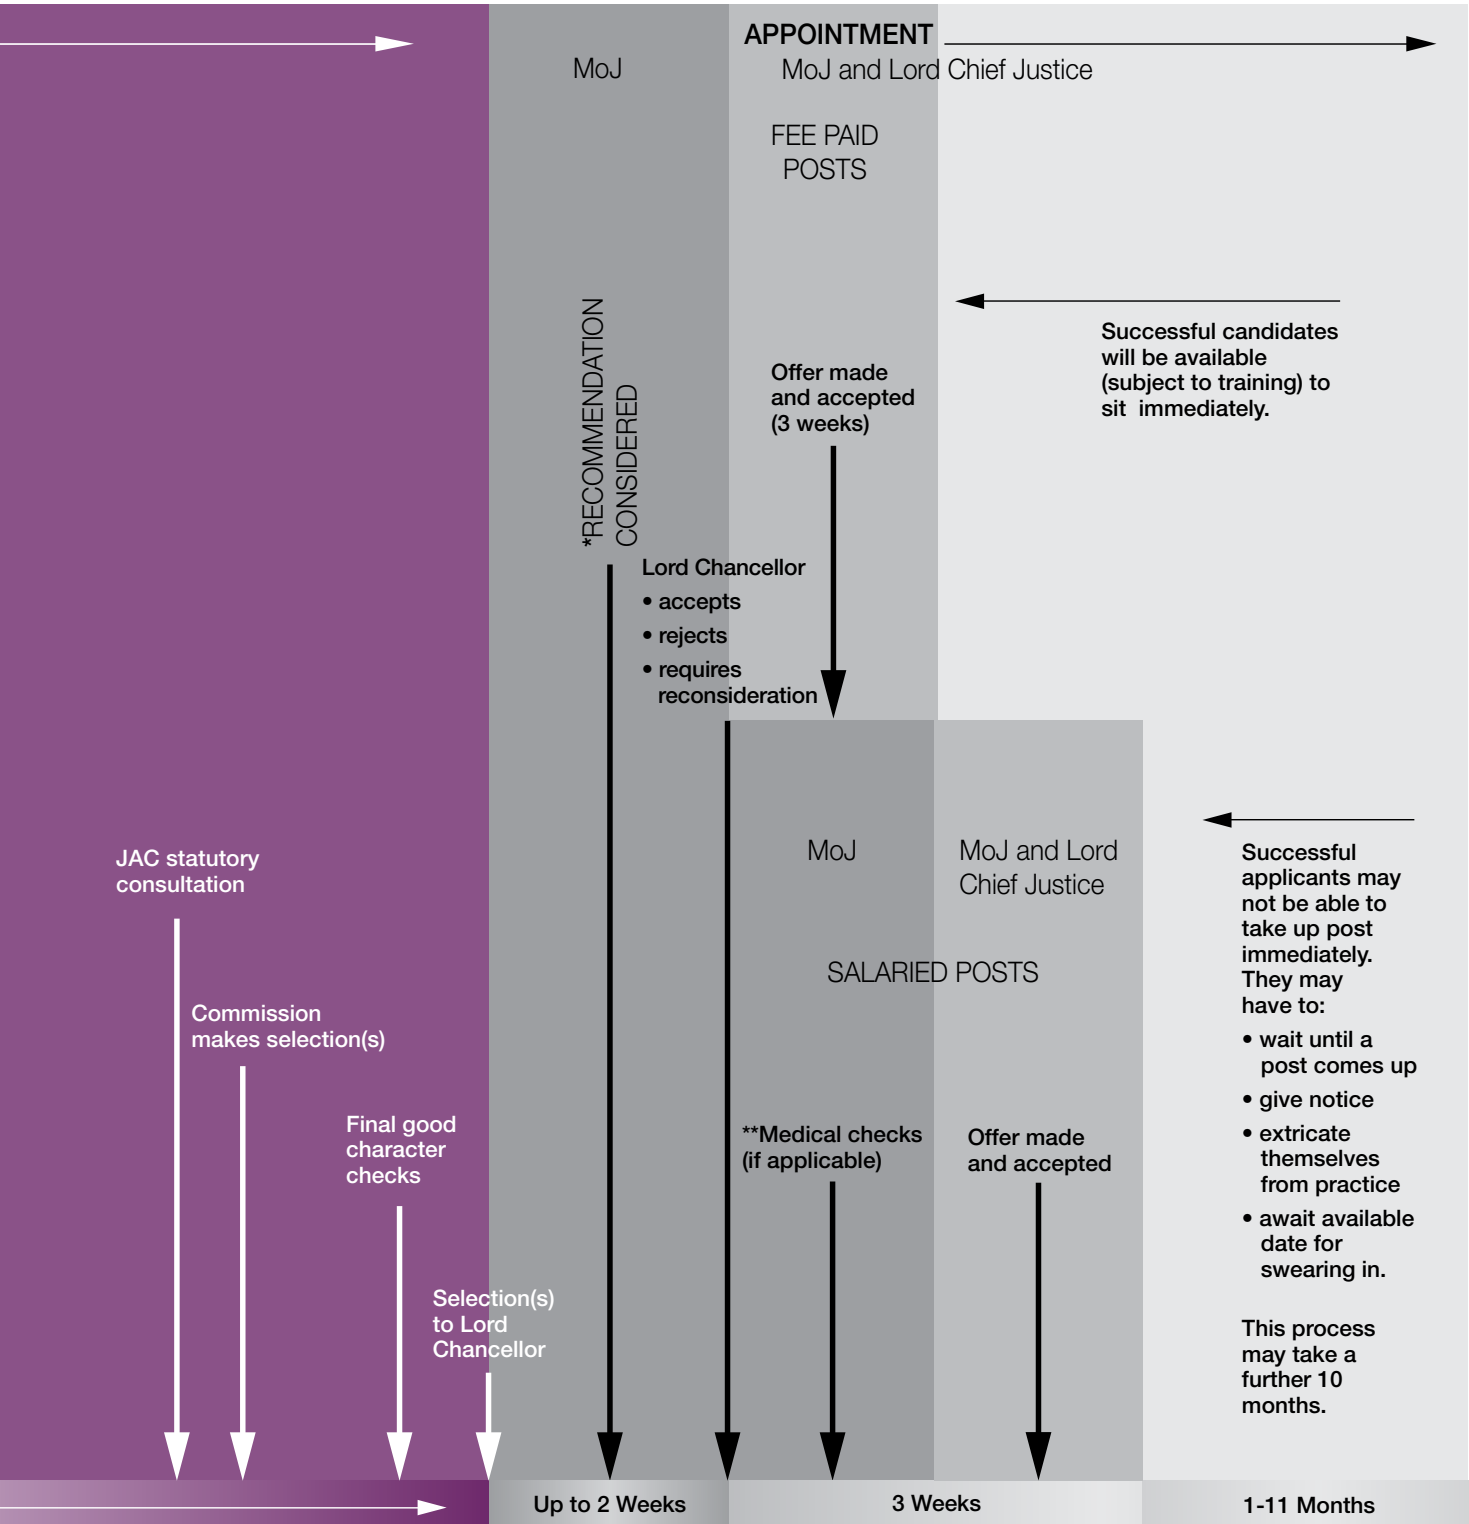 APPOINTMENT
MoJ
MoJ and Lord Chief Justice
FEE PAID
POSTS
Successful candidates
will be available
(subject to training) to
sit immediately.
*RECOMMENDATION
CONSIDERED
Offer made
and accepted
(3 weeks)
Lord Chancellor
• accepts
• rejects
• requires
reconsideration
JAC statutory
consultation
Commission
makes selection(s)
Final good
character
checks
Selection(s)
to Lord
Chancellor
MoJ
MoJ and Lord
Chief Justice
SALARIED POSTS
**Medical checks
(if applicable)
Offer made
and accepted
Successful
applicants may
not be able to
take up post
immediately.
They may
have to:
• wait until a
post comes up
• give notice
• extricate
themselves
from practice
• await available
date for
swearing in.
This process
may take a
further 10
months.
Up to 2 Weeks
3 Weeks
1-11 Months